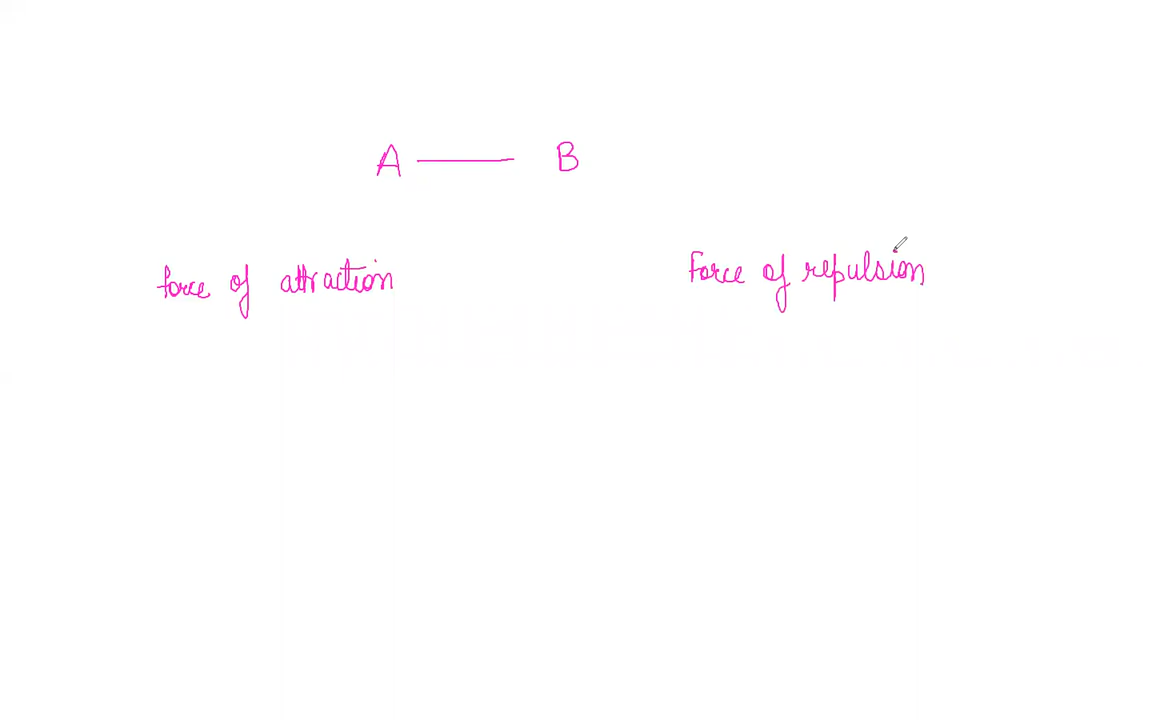 A — B
force of attraction
Force of repulsion